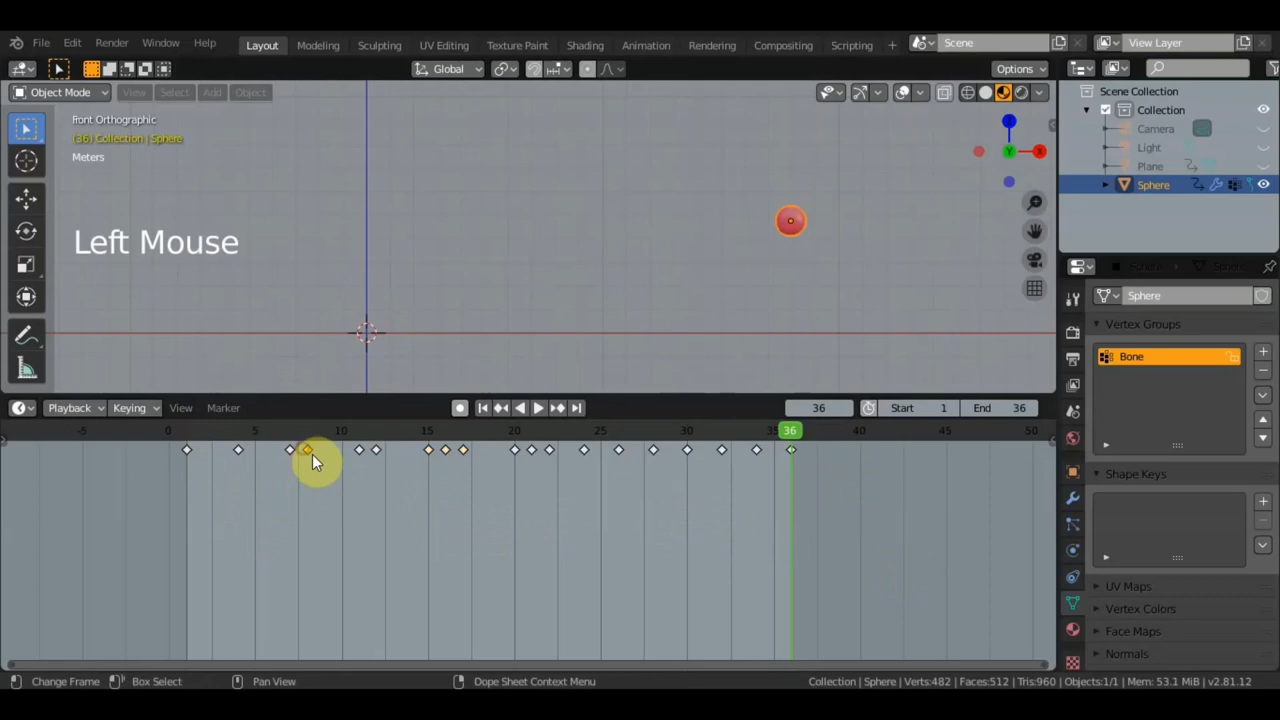 File Edit Render Window Help Layout Modeling Sculpting UV Editing Texture Paint Shading Animation Rendering Compositing Scripting + Scene View Layer
Global Options
Object Mode View Select Add Object
Scene Collection
Front Orthographic
Collection
(36) Collection | Sphere
Camera
Meters
Light
Plane
Sphere
Left Mouse
Sphere
Vertex Groups
Bone
Playback Keying View Marker 36 Start 1 End 36
-5 0 5 10 15 20 25 30 35 36 40 45 50
Shape Keys
UV Maps
Vertex Colors
Face Maps
Normals
Change Frame Box Select Pan View Dope Sheet Context Menu Collection | Sphere | Verts:482 | Faces:512 | Tris:960 | Objects:1/1 | Mem: 53.1 MiB | v2.81.12